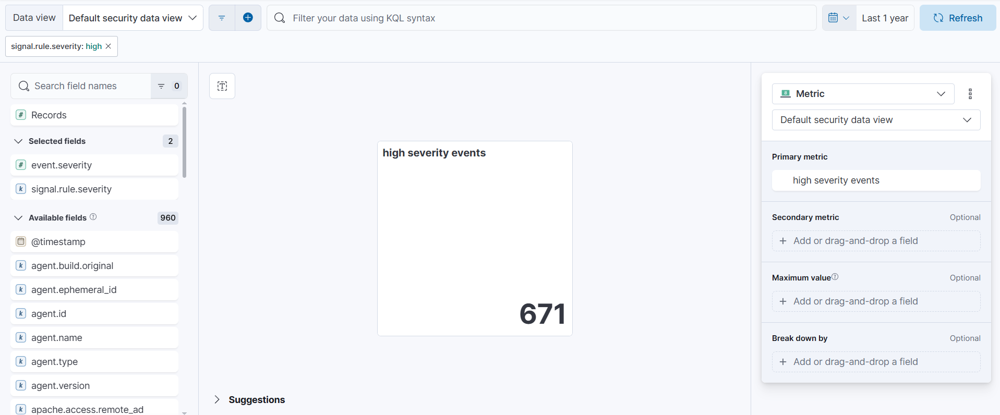 Data view
Default security data view
Filter your data using KQL syntax
Last 1 year
Refresh
signal.rule.severity: high
Search field names
0
# Records
Selected fields
2
# event.severity
k signal.rule.severity
Available fields
960
@timestamp
k agent.build.original
k agent.ephemeral_id
k agent.id
k agent.name
k agent.type
k agent.version
k apache.access.remote_ad
T
high severity events
671
Suggestions
8 Metric
Default security data view
Primary metric
high severity events
Secondary metric
Optional
Add or drag-and-drop a field
Maximum value
Optional
Add or drag-and-drop a field
Break down by
Optional
Add or drag-and-drop a field